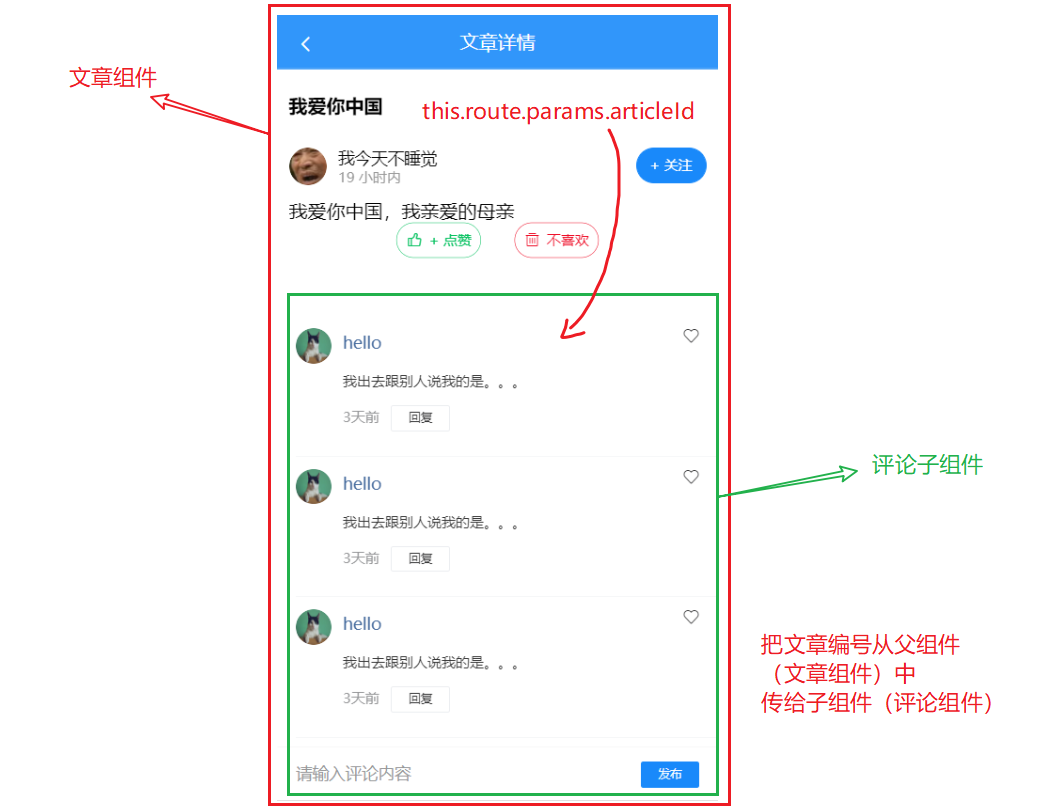 文章详情
文章组件
我爱你中国
this.route.params.articleId
我今天不睡觉
19 小时内
+ 关注
我爱你中国，我亲爱的母亲
+ 点赞
不喜欢
hello
我出去跟别人说我的是。。。
3天前 回复
评论子组件
hello
我出去跟别人说我的是。。。
3天前 回复
hello
我出去跟别人说我的是。。。
3天前 回复
把文章编号从父组件
（文章组件）中
传给子组件（评论组件）
请输入评论内容
发布